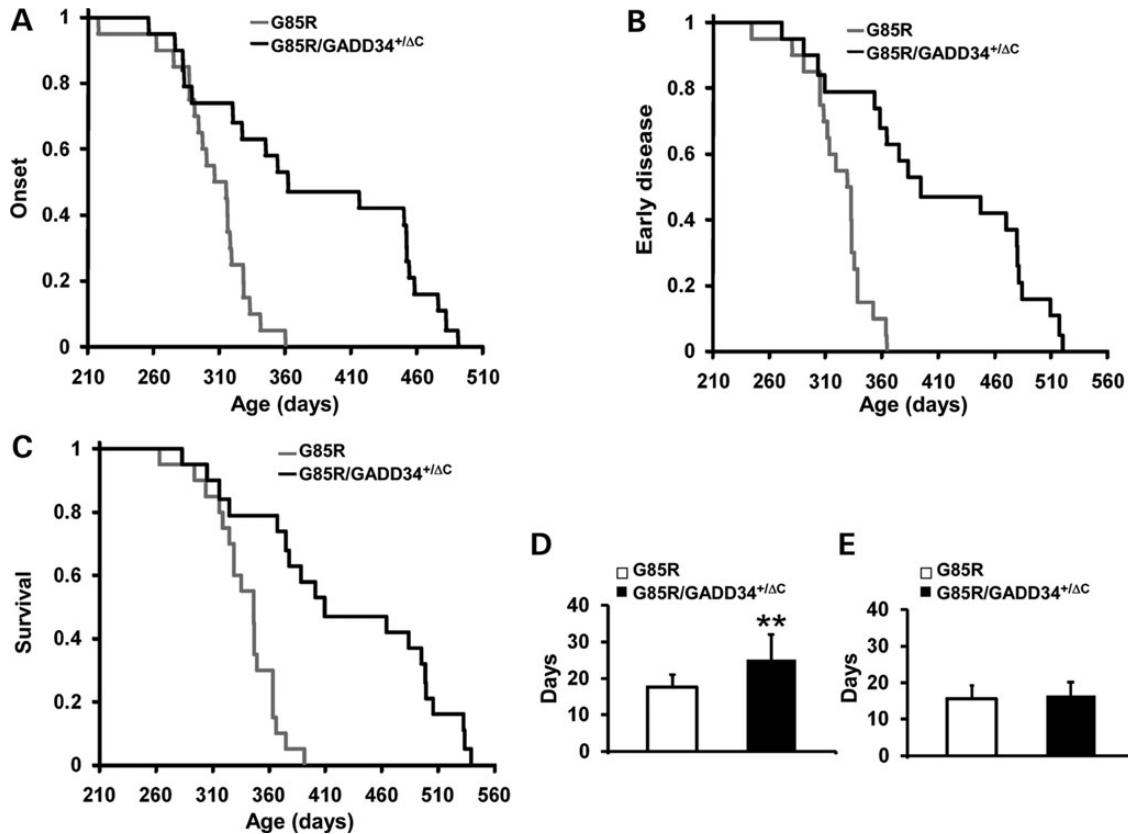 A
G85R
G85R/GADD34+/ΔC
Onset
1
0.8
0.6
0.4
0.2
0
210 260 310 360 410 460 510
Age (days)
B
G85R
G85R/GADD34+/ΔC
Early disease
1
0.8
0.6
0.4
0.2
0
210 260 310 360 410 460 510 560
Age (days)
C
G85R
G85R/GADD34+/ΔC
Survival
1
0.8
0.6
0.4
0.2
0
210 260 310 360 410 460 510 560
Age (days)
D
G85R
G85R/GADD34+/ΔC
Days
40
30
20
10
0
**
E
G85R
G85R/GADD34+/ΔC
Days
40
30
20
10
0